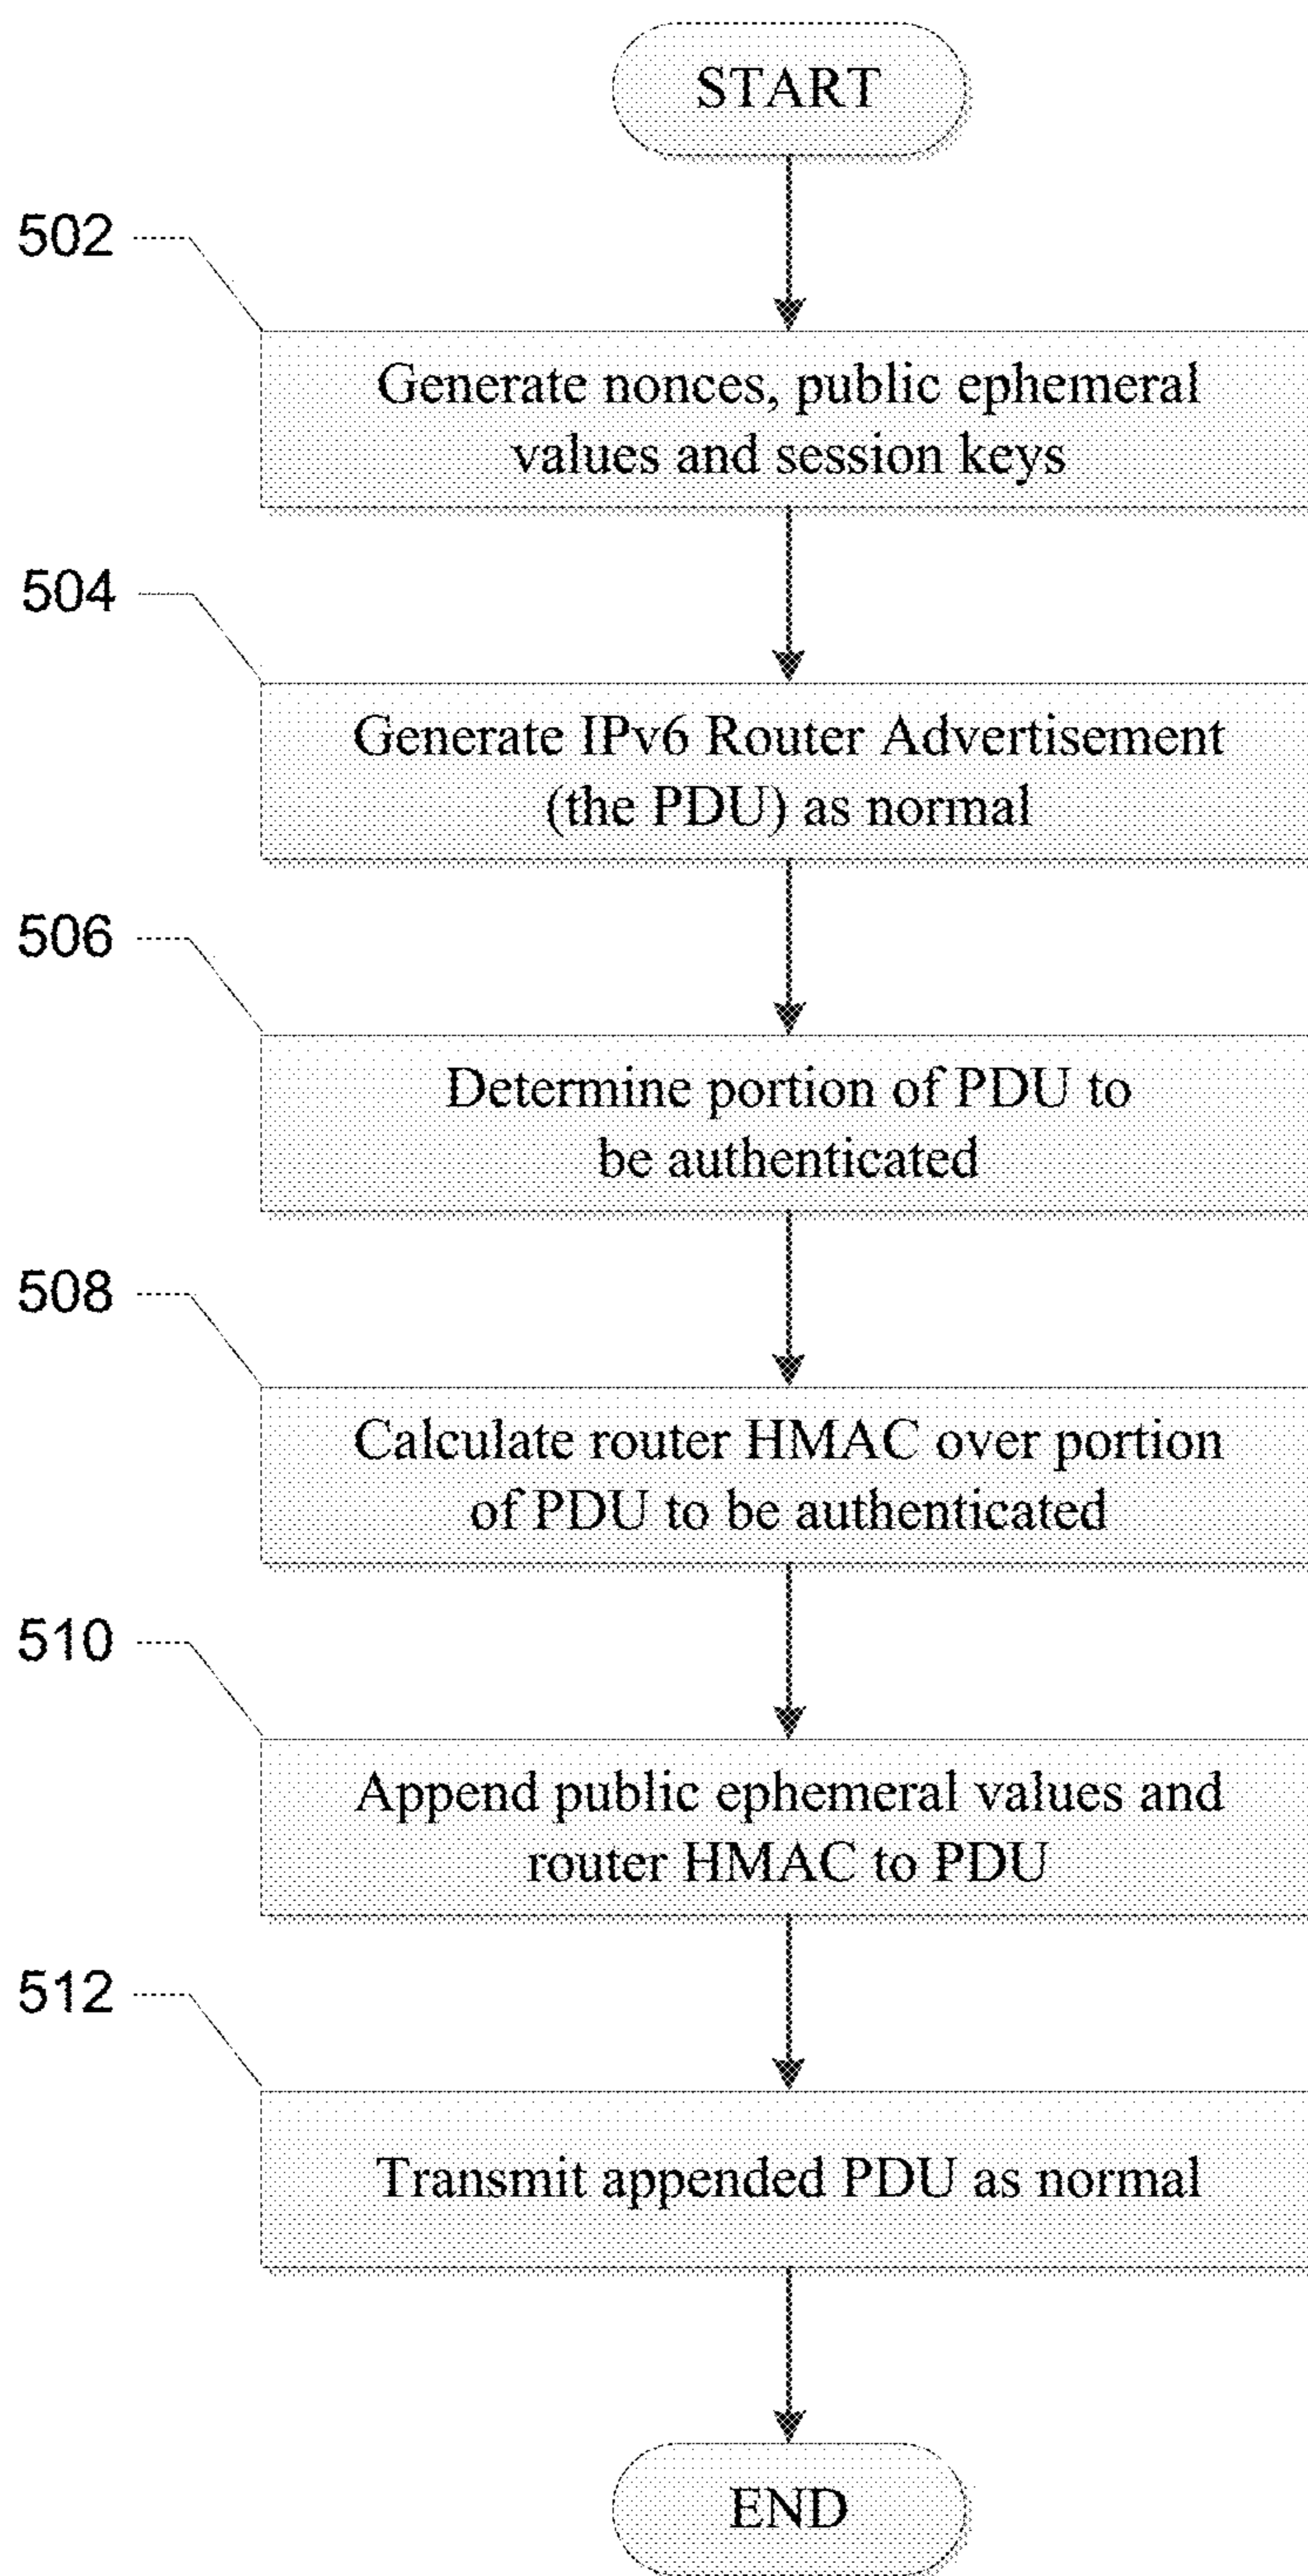 START
502
Generate nonces, public ephemeral
values and session keys
504
Generate IPv6 Router Advertisement
(the PDU) as normal
506
Determine portion of PDU to
be authenticated
508
Calculate router HMAC over portion
of PDU to be authenticated
510
Append public ephemeral values and
router HMAC to PDU
512
Transmit appended PDU as normal
END